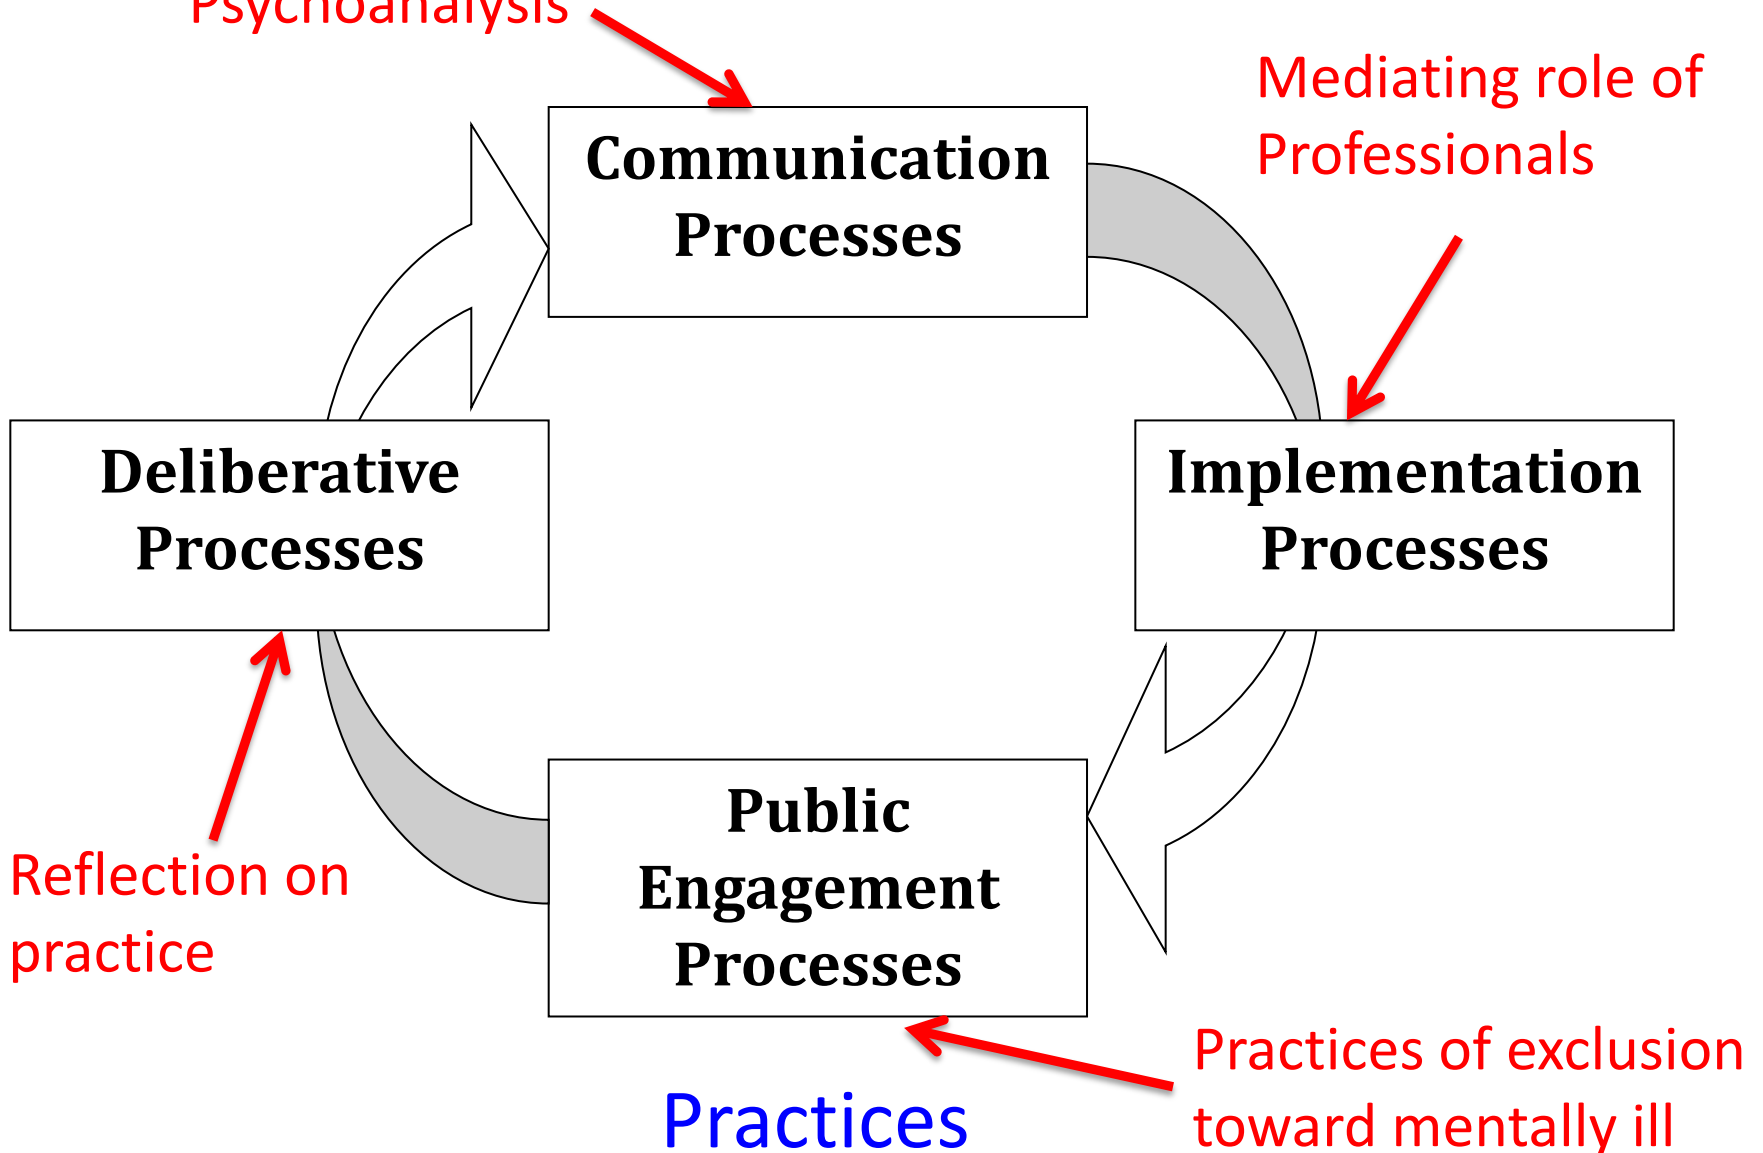 Psychoanalysis
Mediating role of
Professionals
Communication
Processes
Deliberative
Processes
Implementation
Processes
Public
Engagement
Processes
Reflection on
practice
Practices of exclusion
toward mentally ill
Practices